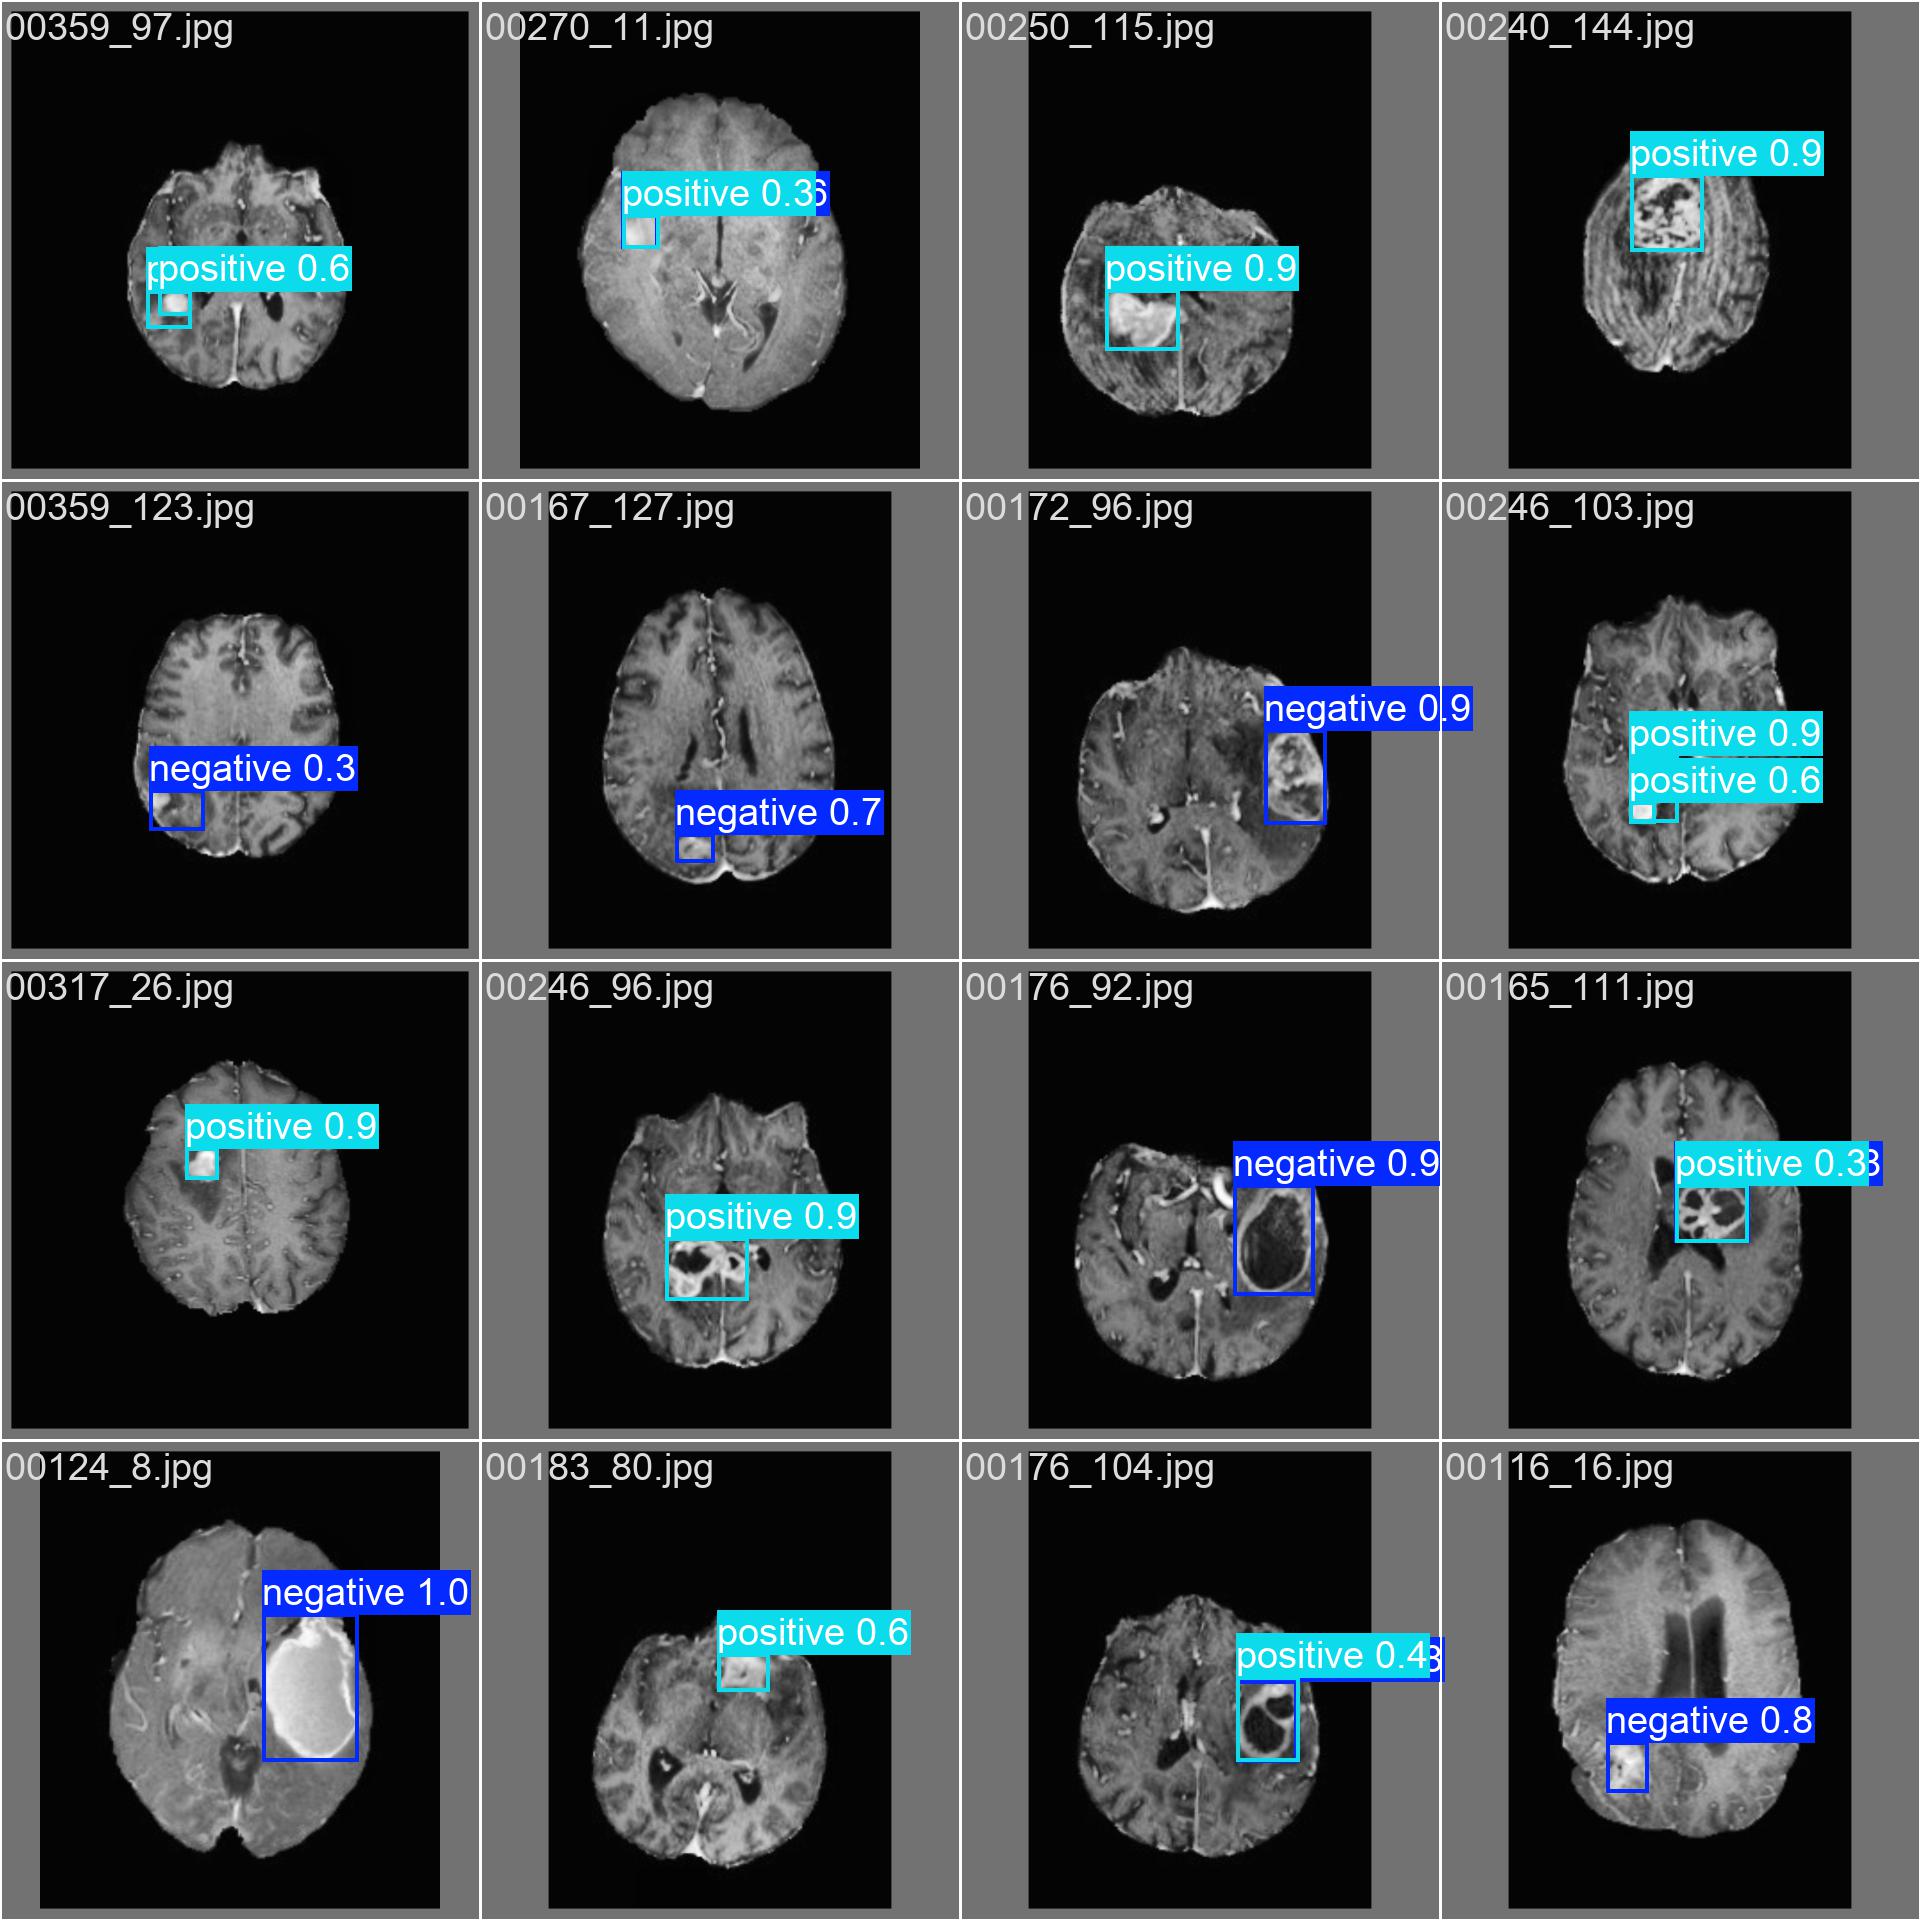 00359_97.jpg
00270_11.jpg
00250_115.jpg
00240_144.jpg
positive 0.9
positive 0.36
positive 0.6
positive 0.9
00359_123.jpg
00167_127.jpg
00172_96.jpg
00246_103.jpg
negative 0.9
positive 0.9
negative 0.3
positive 0.6
negative 0.7
00317_26.jpg
00246_96.jpg
00176_92.jpg
00165_111.jpg
positive 0.9
negative 0.9
positive 0.3
positive 0.9
00124_8.jpg
00183_80.jpg
00176_104.jpg
00116_16.jpg
negative 1.0
positive 0.6
positive 0.4
negative 0.8